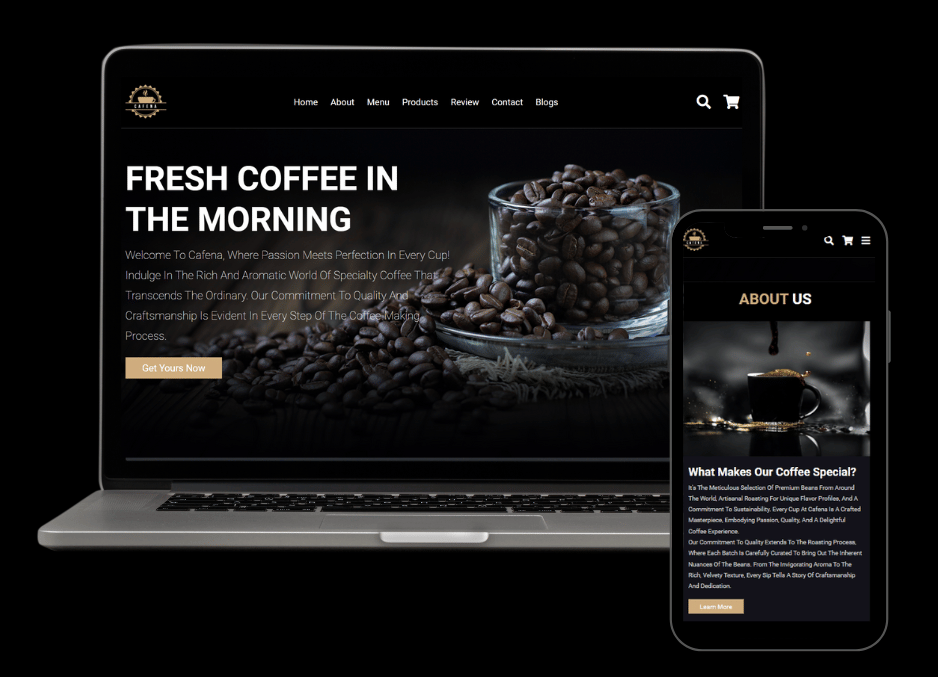 CAFENA
Home About Menu Products Review Contact Blogs
FRESH COFFEE IN
THE MORNING
Welcome To Cafena, Where Passion Meets Perfection In Every Cup!
Indulge In The Rich And Aromatic World Of Specialty Coffee That
Transcends The Ordinary. Our Commitment To Quality And
Craftsmanship Is Evident In Every Step Of The Coffee-Making
Process.
Get Yours Now
ABOUT US
What Makes Our Coffee Special?
It's The Meticulous Selection Of Premium Beans From Around
The World, Artisanal Roasting For Unique Flavor Profiles, And A
Commitment To Sustainability. Every Cup At Cafena Is A Crafted
Masterpiece, Embodying Passion, Quality, And A Delightful
Coffee Experience.
Our Commitment To Quality Extends To The Roasting Process,
Where Each Batch Is Carefully Curated To Bring Out The Inherent
Nuances Of The Beans. From The Invigorating Aroma To The
Rich, Velvety Texture, Every Sip Tells A Story Of Craftsmanship
And Dedication.
Learn More